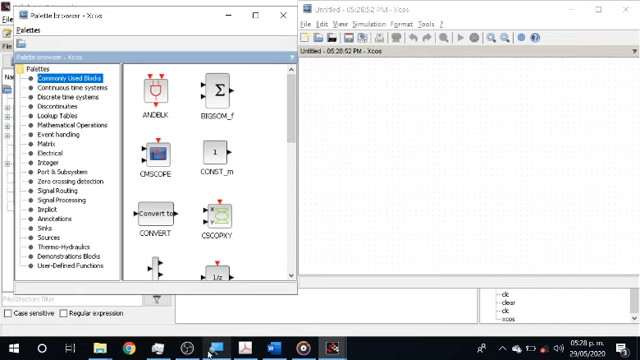 Palette browser - Xcos
Palettes
Palette browser - Xcos
Palettes
Commonly Used Blocks
Continuous time systems
Discrete time systems
Discontinuities
Lookup Tables
Mathematical Operations
Event handling
Matrix
Electrical
Integer
Port & Subsystem
Zero crossing detection
Signal Routing
Signal Processing
Implicit
Annotations
Sinks
Sources
Thermo-Hydraulics
Demonstrations Blocks
User-Defined Functions
ANDBLK
Σ
BIGSOM_f
CMSCOPE
1
CONST_m
Convert to
CONVERT
CSCOPXY
1/z
Untitled - 05:28:52 PM - Xcos
File Edit View Simulation Format Tools ?
Untitled - 05:28:52 PM - Xcos
File/directory filter
Case sensitive
Regular expression
clc
clear
clc
xcos
05:28 p. m.
29/05/2020